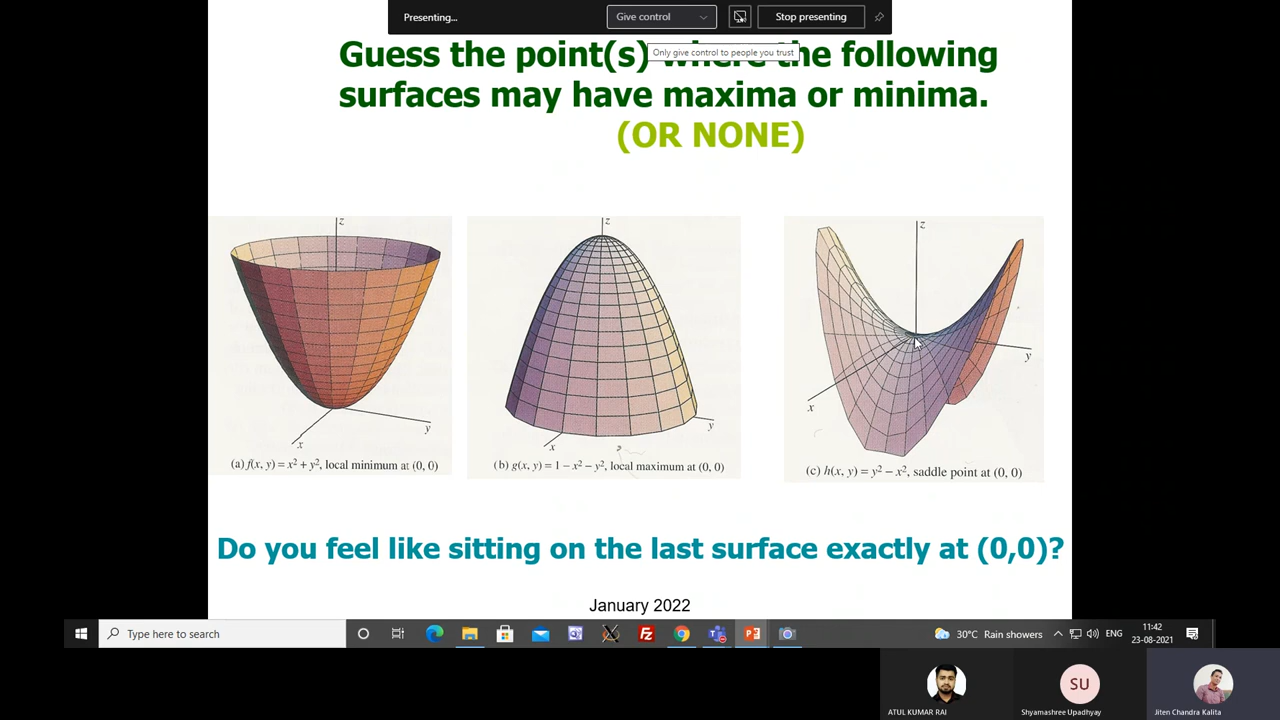 Presenting...
Give control
Stop presenting
Only give control to people you trust
Guess the point(s) where the following
surfaces may have maxima or minima.
(OR NONE)
z
z
z
x
y
x
y
x
y
(a) f(x, y) = x² + y², local minimum at (0, 0)
(b) g(x, y) = 1 − x² − y², local maximum at (0, 0)
(c) h(x, y) = y² − x², saddle point at (0, 0)
Do you feel like sitting on the last surface exactly at (0,0)?
January 2022
Type here to search
30°C Rain showers
ENG
11:42
23-08-2021
SU
ATUL KUMAR RAI
Shyamashree Upadhyay
Jiten Chandra Kalita